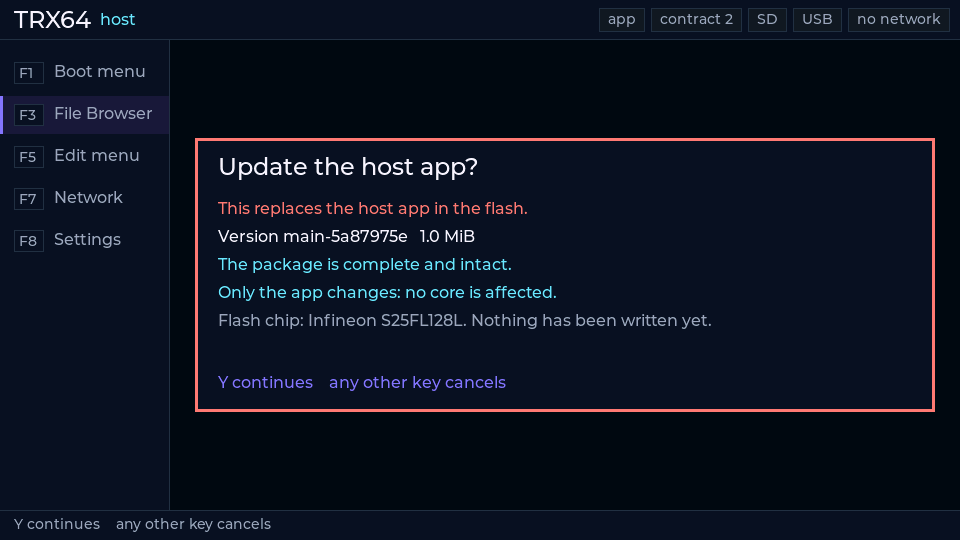 TRX64 host
app contract 2 SD USB no network
F1 Boot menu
F3 File Browser
F5 Edit menu
F7 Network
F8 Settings
Update the host app?
This replaces the host app in the flash.
Version main-5a87975e 1.0 MiB
The package is complete and intact.
Only the app changes: no core is affected.
Flash chip: Infineon S25FL128L. Nothing has been written yet.
Y continues any other key cancels
Y continues any other key cancels